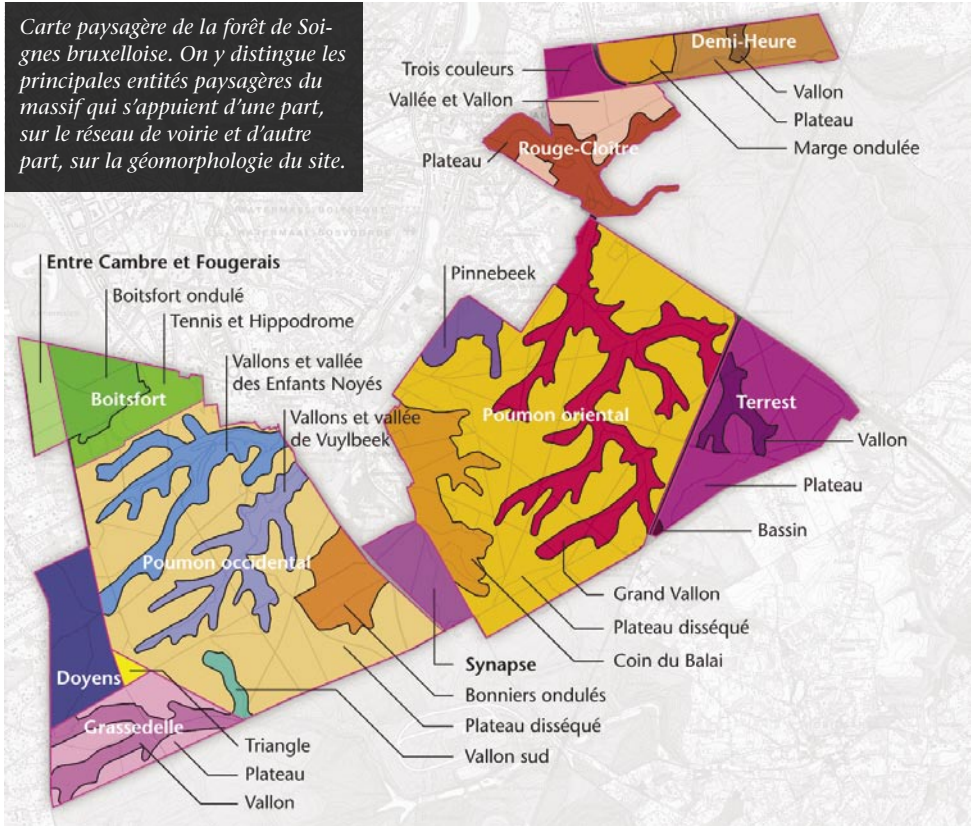 Carte paysagère de la forêt de Soi-
gnes bruxelloise. On y distingue les
principales entités paysagères du
massif qui s'appuient d'une part,
sur le réseau de voirie et d'autre
part, sur la géomorphologie du site.
Demi-Heure
Trois couleurs
Vallée et Vallon
Vallon
Plateau
Marge ondulée
Plateau
Rouge-Cloître
Entre Cambre et Fougerais
Boitsfort ondulé
Tennis et Hippodrome
Pinnebeek
Vallons et vallée
des Enfants Noyés
Boitsfort
Vallons et vallée
de Vuylbeek
Poumon oriental
Terrest
Vallon
Plateau
Bassin
Poumon occidental
Grand Vallon
Plateau disséqué
Coin du Balai
Synapse
Bonniers ondulés
Plateau disséqué
Vallon sud
Doyens
Grassedelle
Triangle
Plateau
Vallon